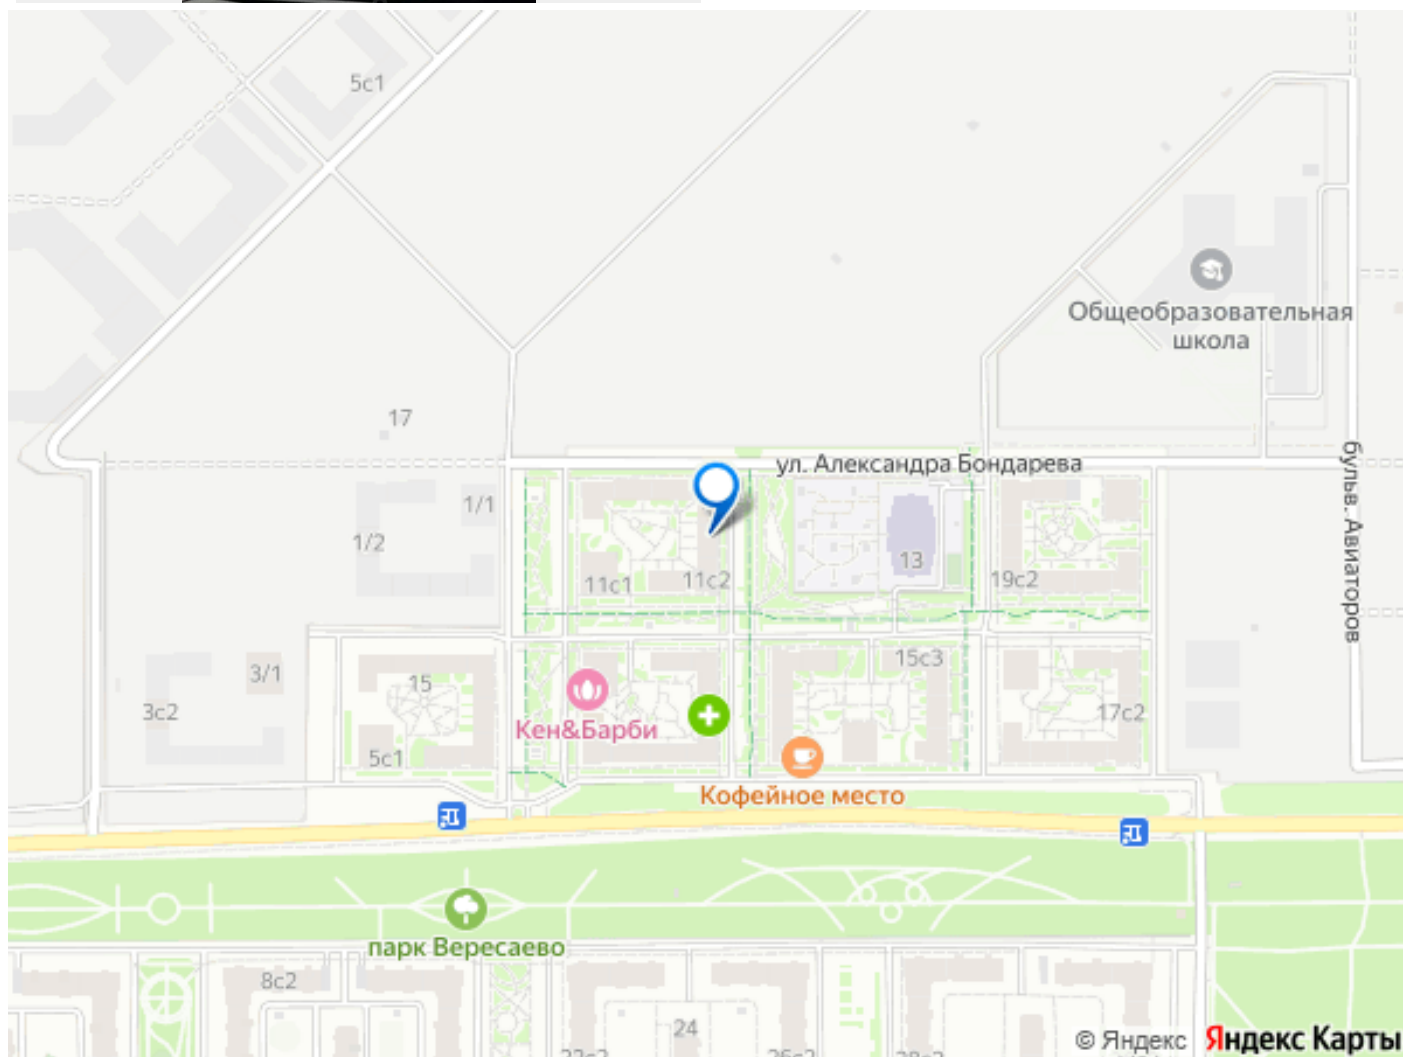 5с1
Общеобразовательная
школа
17
ул. Александра Бондарева
бульв. Авиаторов
1/1
1/2
11с1
11с2
13
19с2
3/1
15
15с3
3с2
Кен&Барби
17с2
5с1
Кофейное место
парк Вересаево
8с2
24
© Яндекс
Яндекс Карты